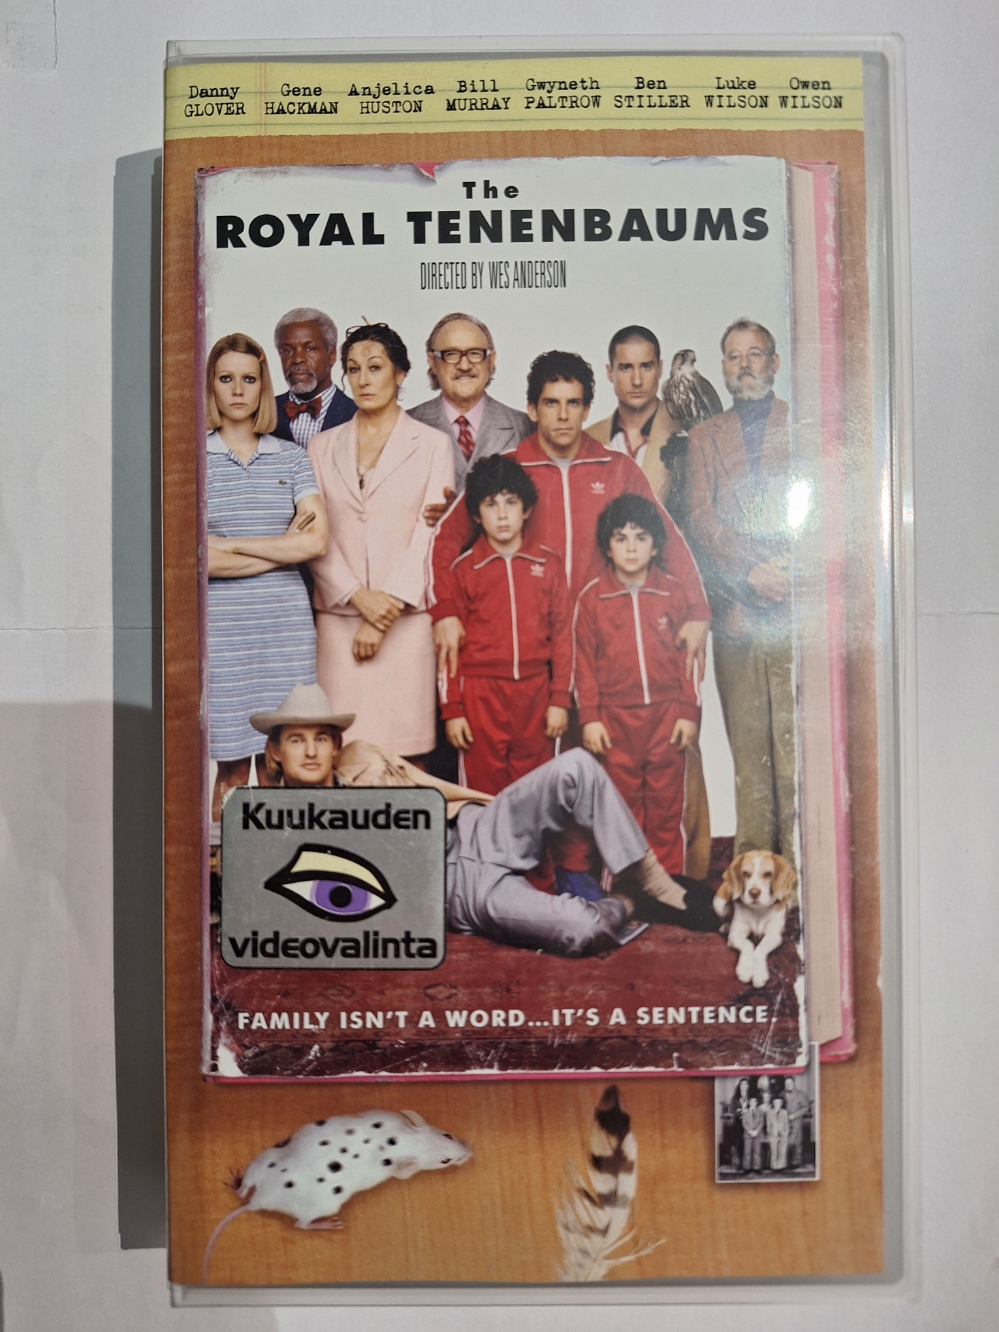 Danny GLOVER Gene HACKMAN Anjelica HUSTON Bill MURRAY Gwyneth PALTROW Ben STILLER Luke WILSON Owen WILSON
The
ROYAL TENENBAUMS
DIRECTED BY WES ANDERSON
Kuukauden
videovalinta
FAMILY ISN'T A WORD...IT'S A SENTENCE.